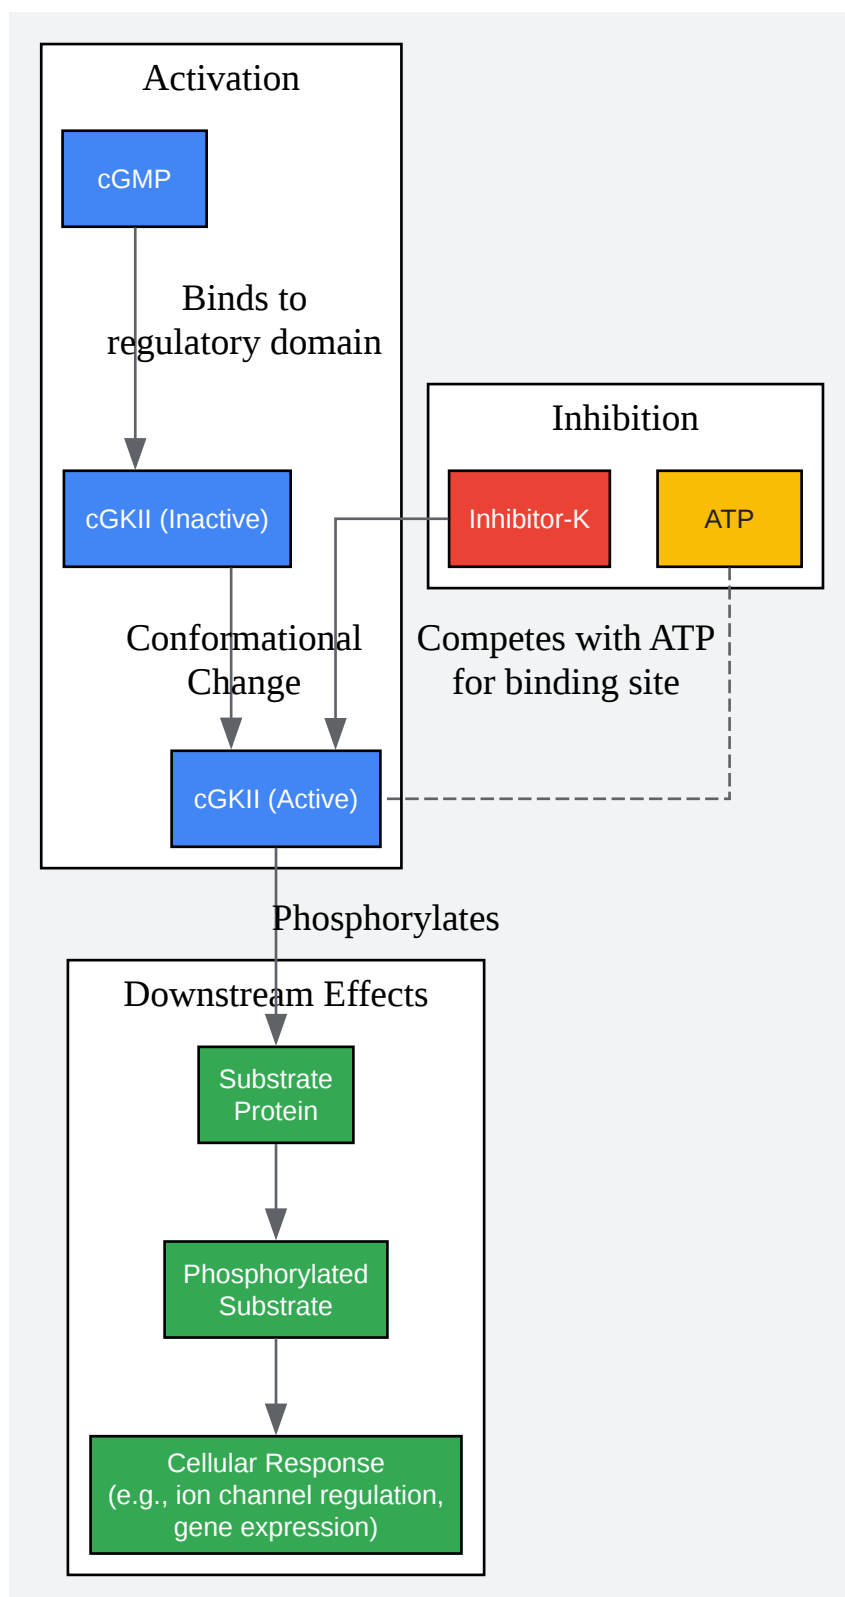 Activation
cGMP
Binds to
regulatory domain
Inhibition
cGKII (Inactive)
Inhibitor-K
ATP
Conformational
Change
Competes with ATP
for binding site
cGKII (Active)
Phosphorylates
Downstream Effects
Substrate
Protein
Phosphorylated
Substrate
Cellular Response
(e.g., ion channel regulation,
gene expression)